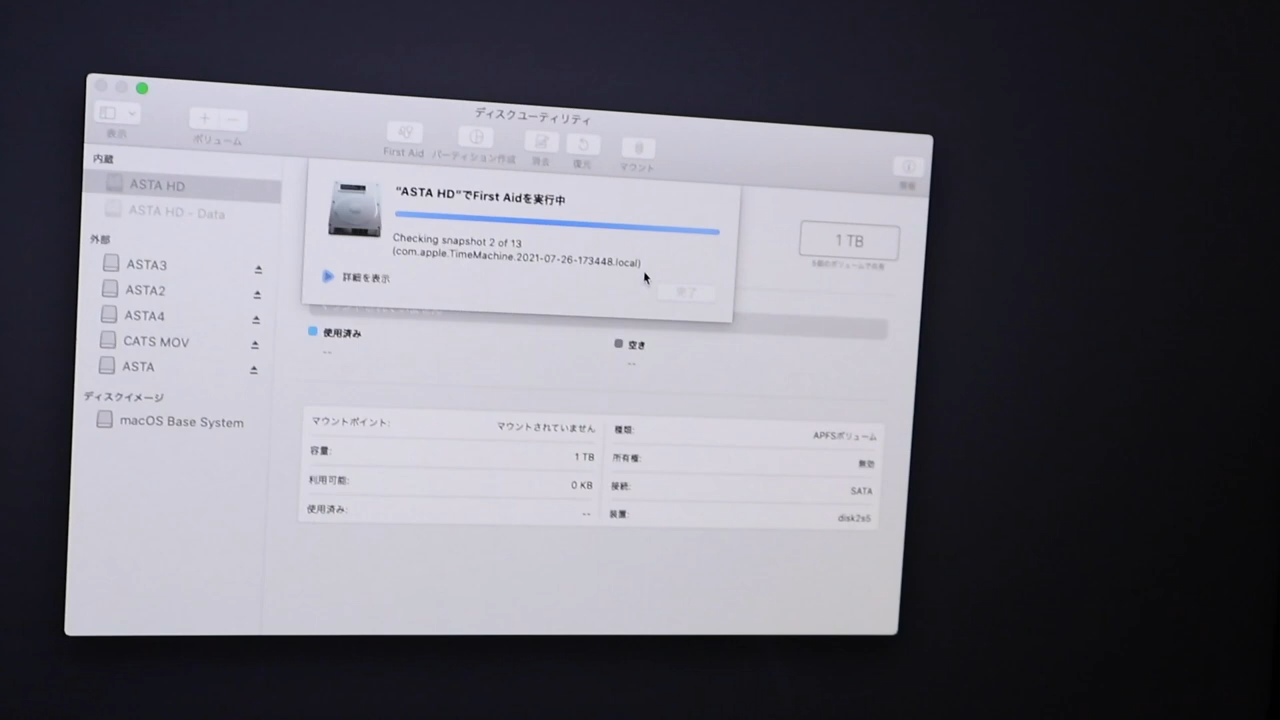 ディスクユーティリティ
表示
ボリューム
First Aid
パーティション作成
消去
復元
マウント
情報
内蔵
ASTA HD
ASTA HD - Data
外部
ASTA3
ASTA2
ASTA4
CATS MOV
ASTA
ディスクイメージ
macOS Base System
"ASTA HD"でFirst Aidを実行中
Checking snapshot 2 of 13
(com.apple.TimeMachine.2021-07-26-173448.local)
詳細を表示
完了
1 TB
使用済み
--
空き
--
マウントポイント: マウントされていません
容量: 1 TB
利用可能: 0 KB
使用済み: --
種類: APFSボリューム
所有権: 無効
接続: SATA
装置: disk2s5